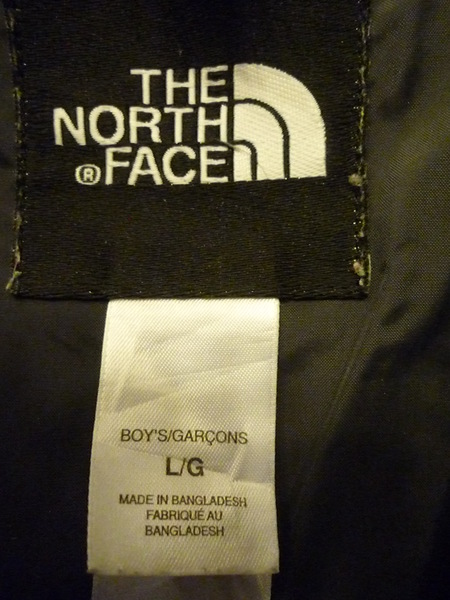 THE
NORTH
® FACE
BOY'S/GARÇONS
L/G
MADE IN BANGLADESH
FABRIQUÉ AU
BANGLADESH